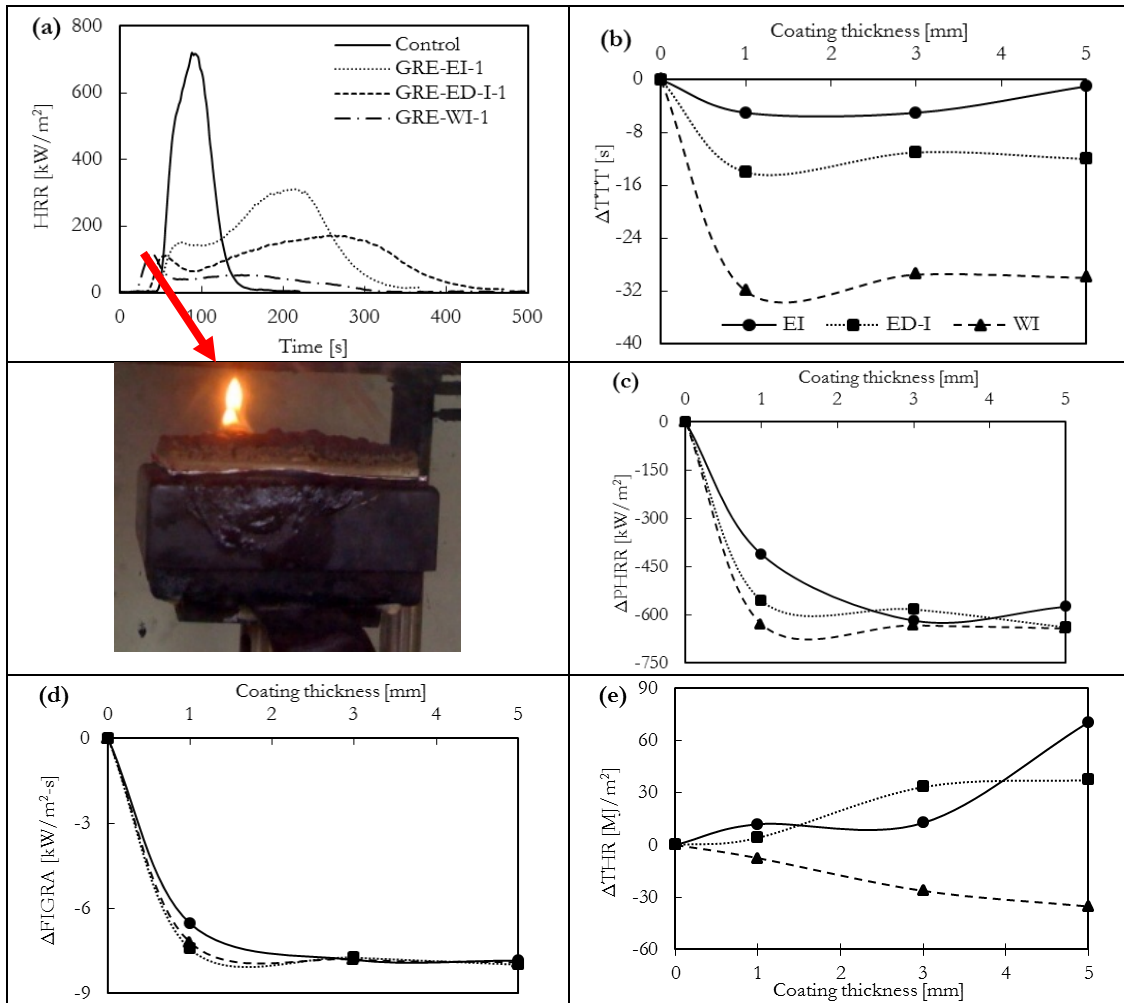 (a)
800
600
400
200
0
HRR [kW/m²]
Control
GRE-EI-1
GRE-ED-I-1
GRE-WI-1
0 100 200 300 400 500
Time [s]
(b)
Coating thickness [mm]
0 1 2 3 4 5
0
-8
-16
-24
-32
-40
ΔTTT [s]
EI ED-I WI
(c)
Coating thickness [mm]
0 1 2 3 4 5
0
-150
-300
-450
-600
-750
ΔPHRR [kW/m²]
(d)
Coating thickness [mm]
0 1 2 3 4 5
0
-3
-6
-9
ΔFIGRA [kW/m²-s]
(e)
90
60
30
0
-30
-60
ΔTHR [MJ/m²]
0 1 2 3 4 5
Coating thickness [mm]